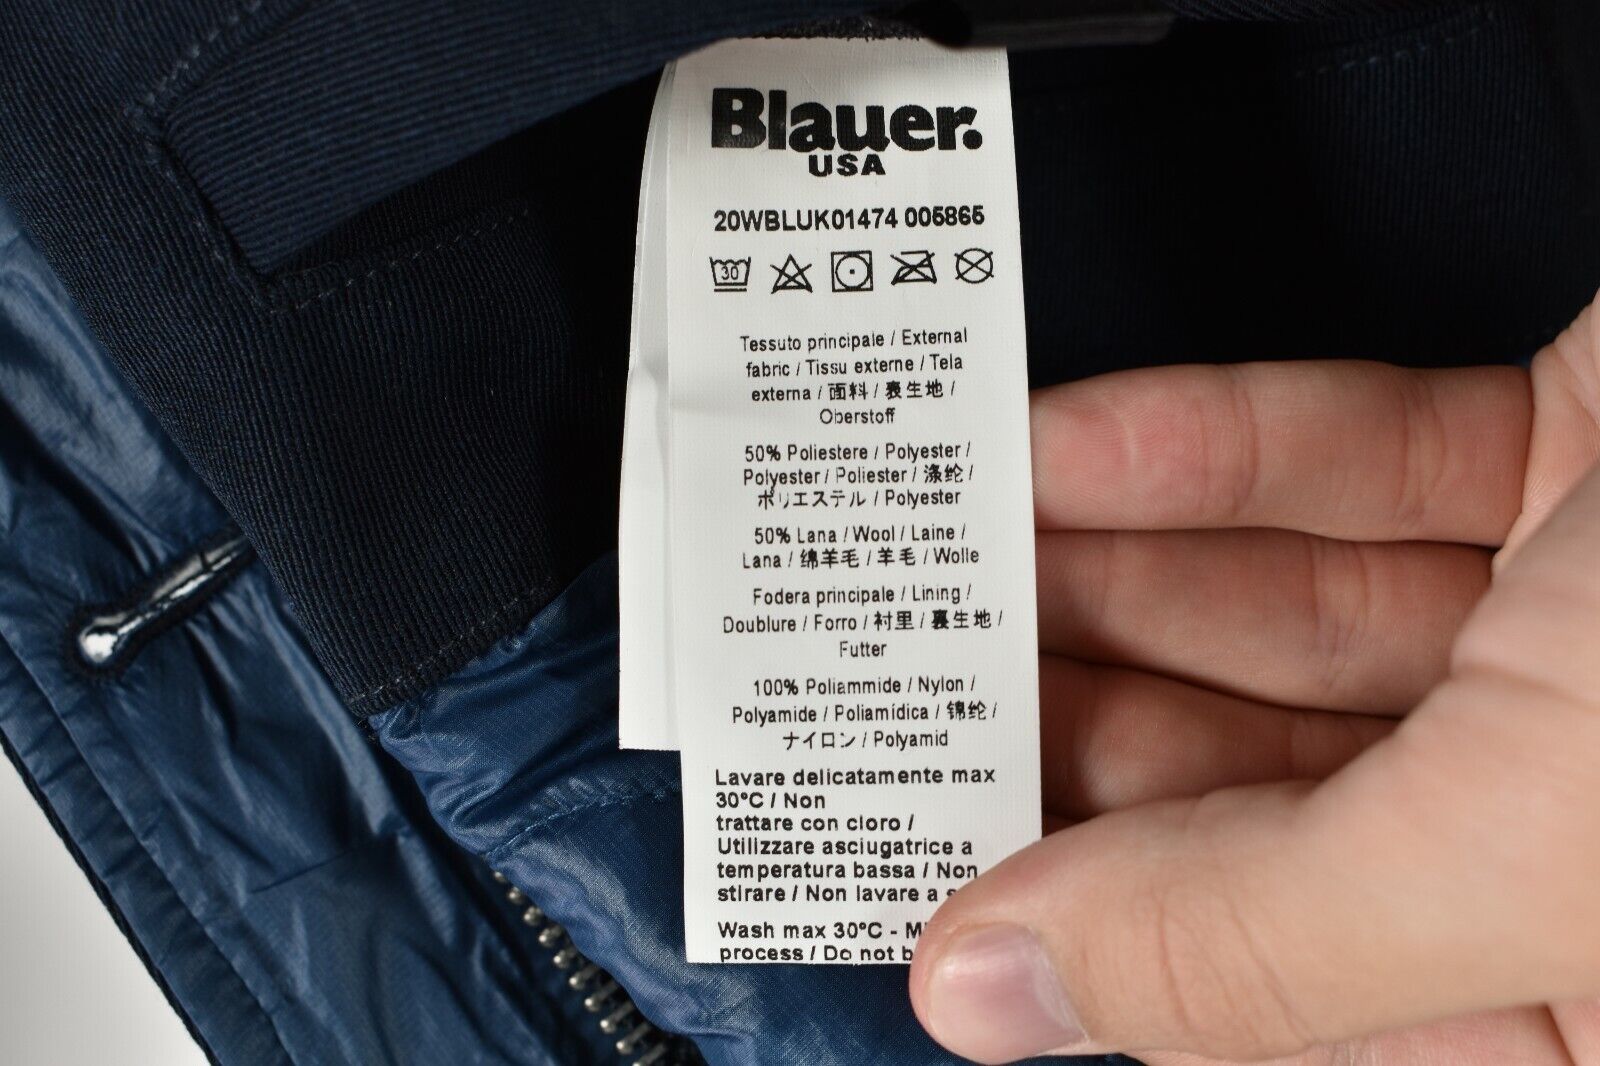 Blauer.
USA
20WBLUK01474 005865
30
Tessuto principale / External
fabric / Tissu externe / Tela
externa / 面料 / 表生地 /
Oberstoff
50% Poliestere / Polyester /
Polyester / Poliester / 涤纶 /
ポリエステル / Polyester
50% Lana / Wool / Laine /
Lana / 绵羊毛 / 羊毛 / Wolle
Fodera principale / Lining /
Doublure / Forro / 衬里 / 裏生地 /
Futter
100% Poliammide / Nylon /
Polyamide / Poliamídica / 锦纶 /
ナイロン / Polyamid
Lavare delicatamente max
30°C / Non
trattare con cloro /
Utilizzare asciugatrice a
temperatura bassa / Non
stirare / Non lavare a
Wash max 30°C -
process / Do not